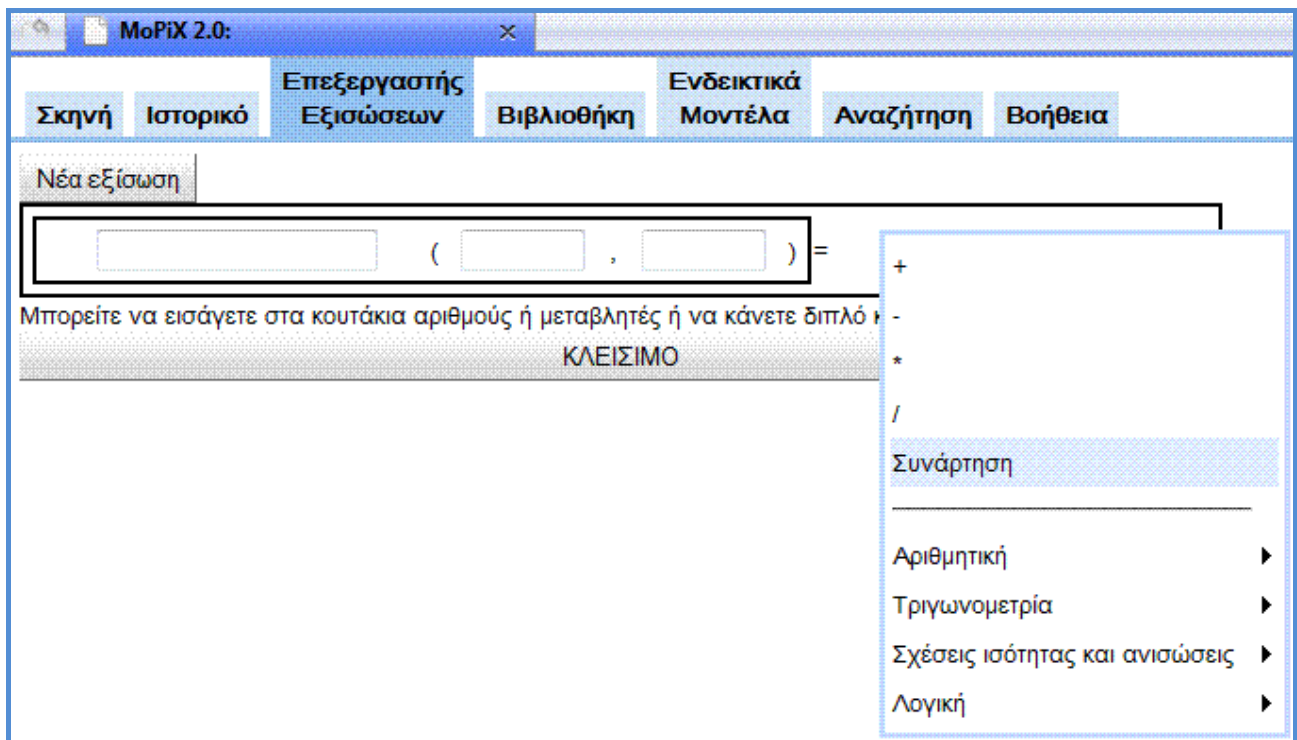 MoPiX 2.0:
Επεξεργαστής Ενδεικτικά
Σκηνή Ιστορικό Εξισώσεων Βιβλιοθήκη Μοντέλα Αναζήτηση Βοήθεια
Νέα εξίσωση
( , ) =
Μπορείτε να εισάγετε στα κουτάκια αριθμούς ή μεταβλητές ή να κάνετε διπλό
ΚΛΕΙΣΙΜΟ
+
-
*
/
Συνάρτηση
Αριθμητική
Τριγωνομετρία
Σχέσεις ισότητας και ανισώσεις
Λογική